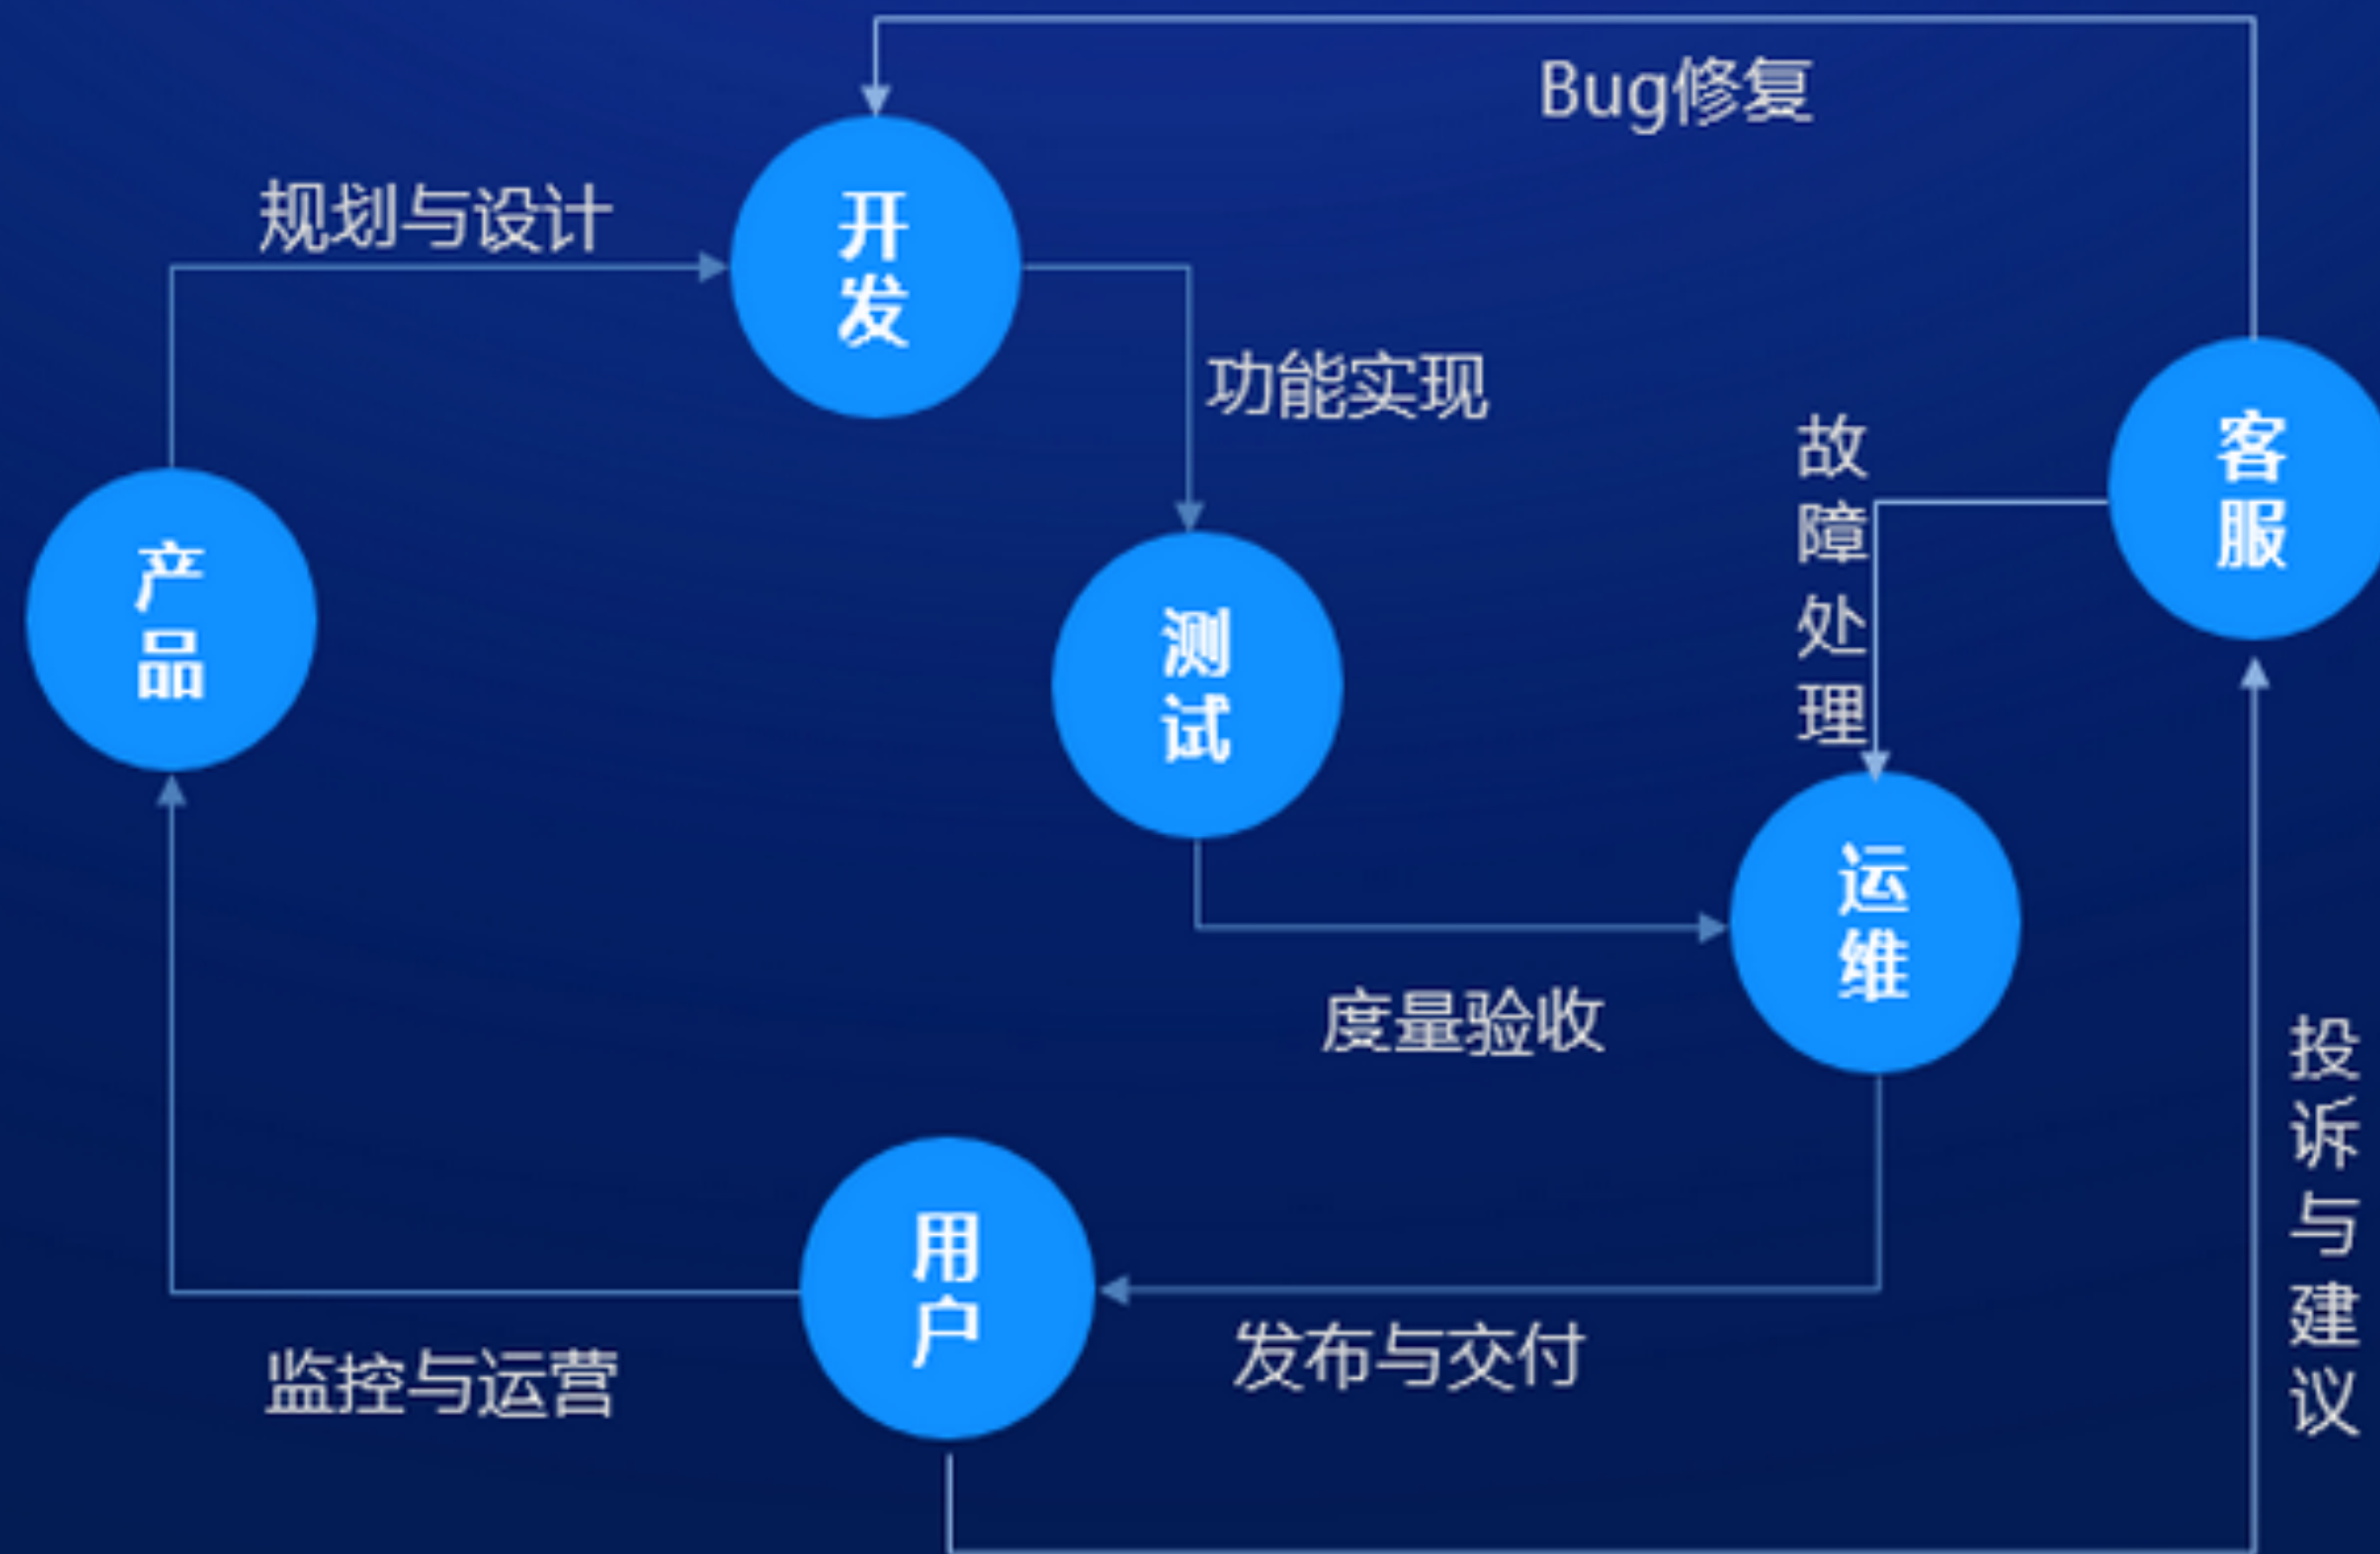 Bug修复
规划与设计
开发
功能实现
故障处理
客服
产品
测试
运维
度量验收
投诉与建议
用户
发布与交付
监控与运营